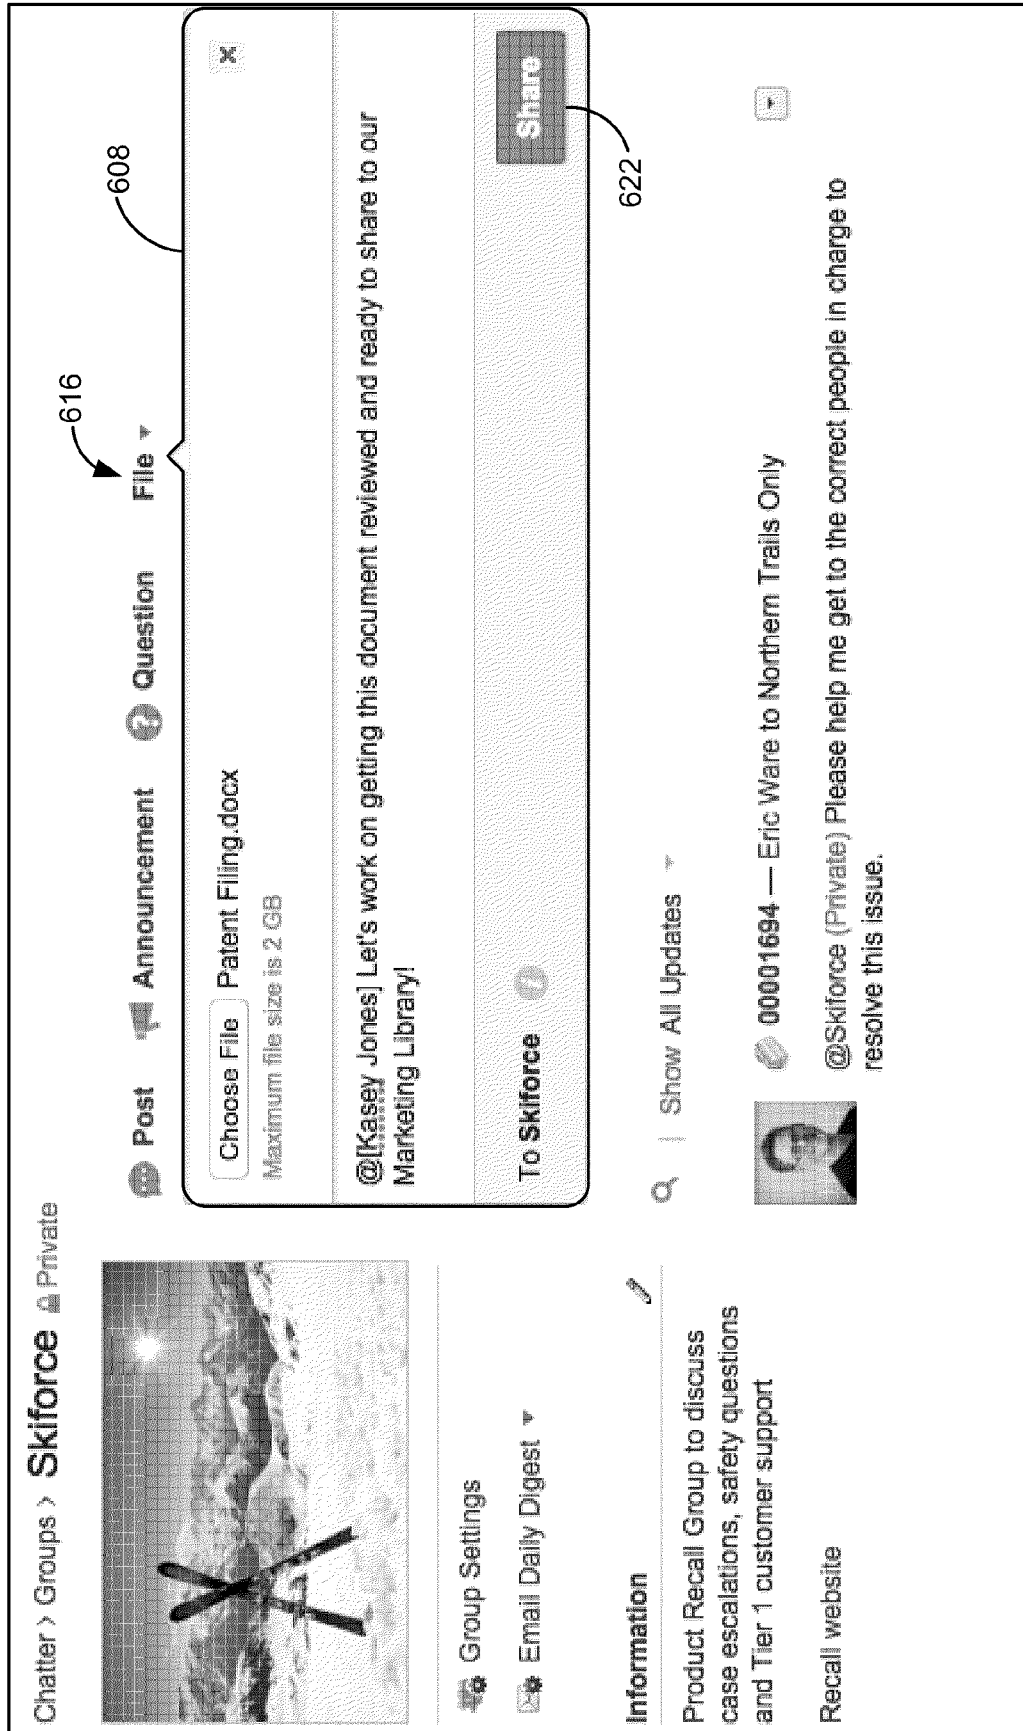 Chatter > Groups > Skiforce Private
Post Announcement Question File
616
608
Choose File Patent Filing.docx
Maximum file size is 2 GB
x
@[Kasey Jones] Let's work on getting this document reviewed and ready to share to our
Marketing Library!
To Skiforce
Share
622
Show All Updates
00001694 — Eric Ware to Northern Trails Only
@Skiforce (Private) Please help me get to the correct people in charge to
resolve this issue.
Group Settings
Email Daily Digest
Information
Product Recall Group to discuss
case escalations, safety questions
and Tier 1 customer support
Recall website